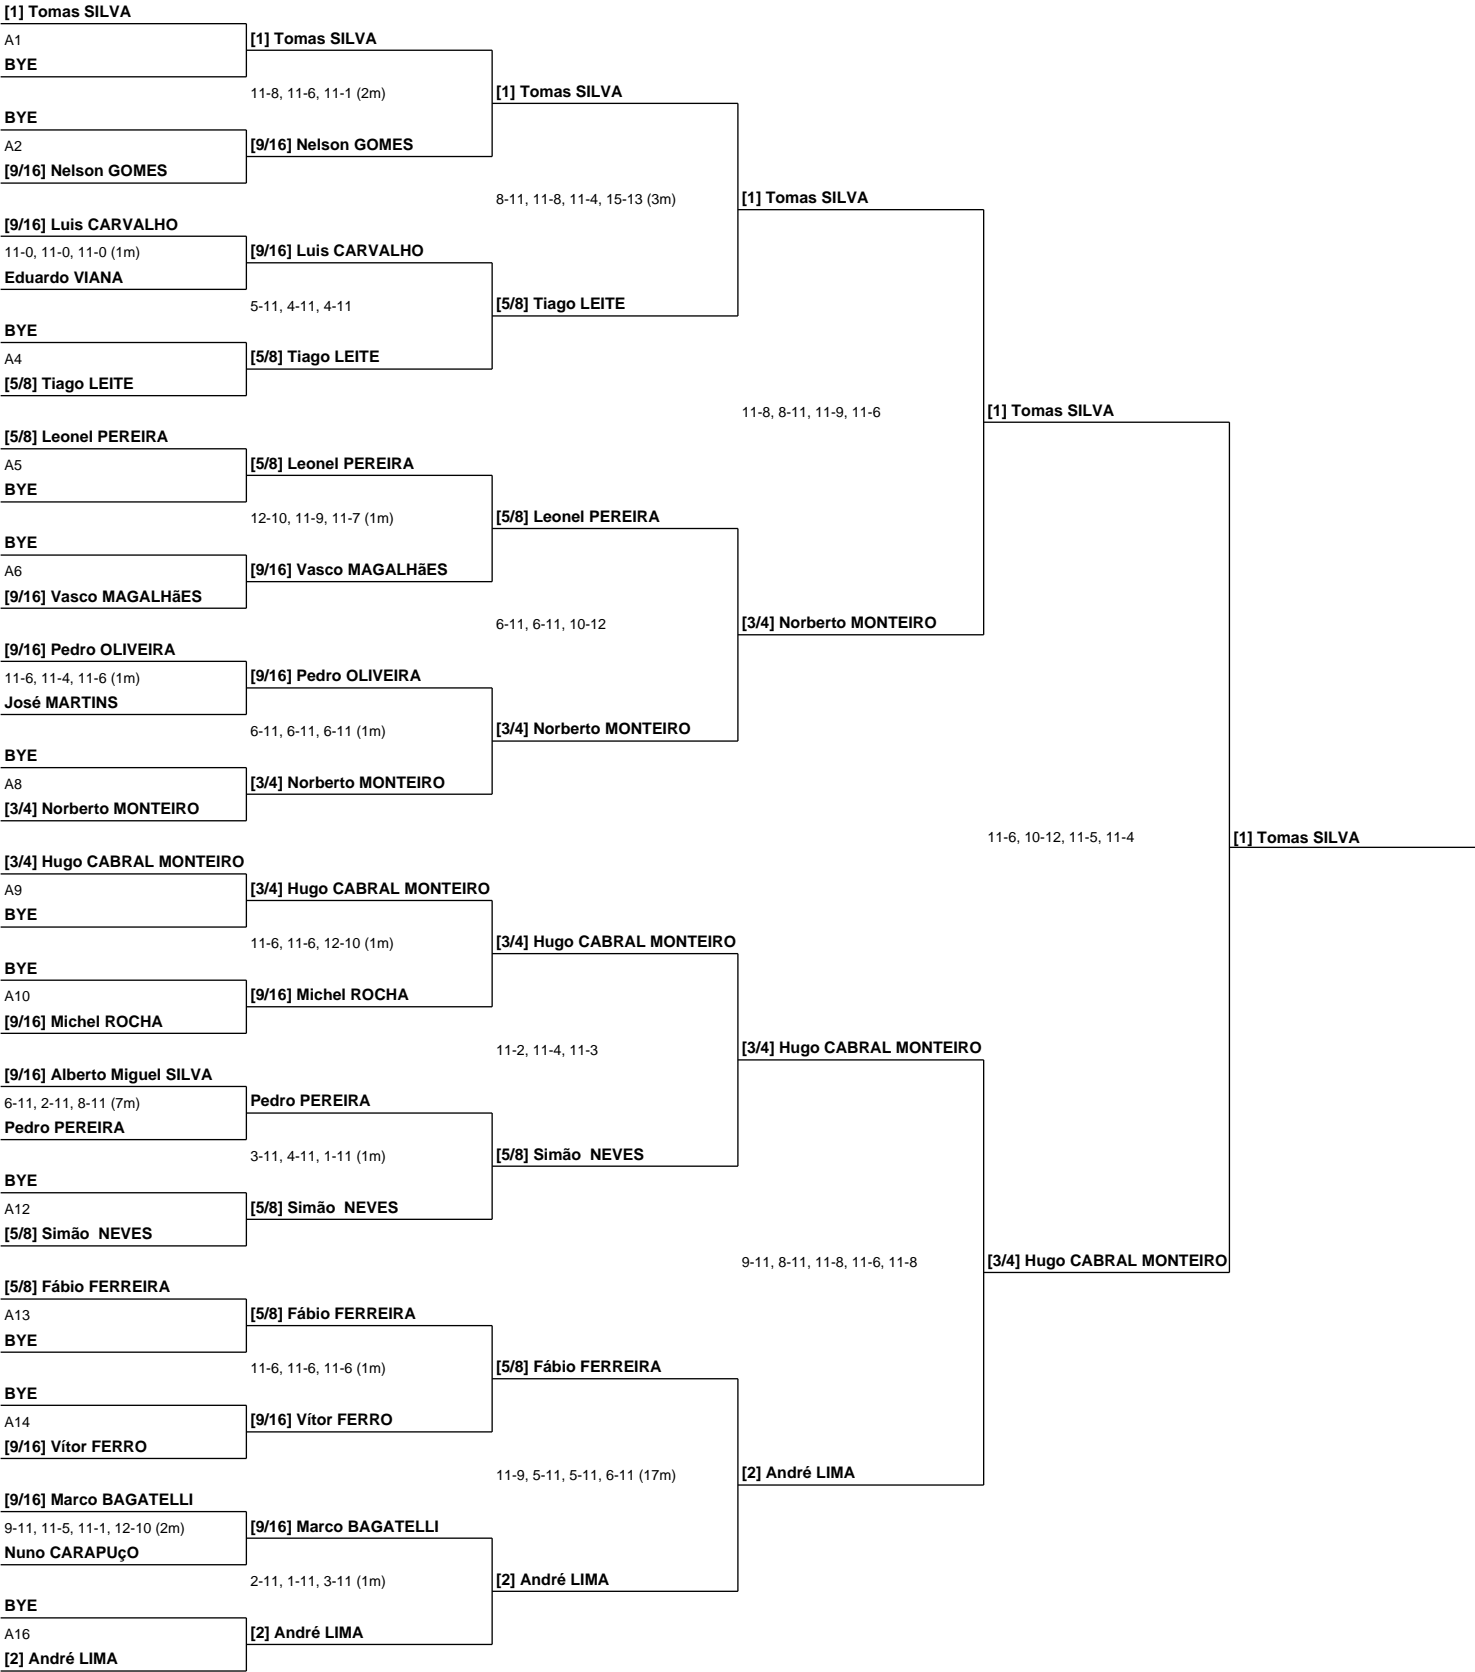 [1] Tomas SILVA
A1
BYE
BYE
A2
[9/16] Nelson GOMES
[9/16] Luis CARVALHO
11-0, 11-0, 11-0 (1m)
Eduardo VIANA
BYE
A4
[5/8] Tiago LEITE
[5/8] Leonel PEREIRA
A5
BYE
BYE
A6
[9/16] Vasco MAGALHãES
[9/16] Pedro OLIVEIRA
11-6, 11-4, 11-6 (1m)
José MARTINS
BYE
A8
[3/4] Norberto MONTEIRO
[3/4] Hugo CABRAL MONTEIRO
A9
BYE
BYE
A10
[9/16] Michel ROCHA
[9/16] Alberto Miguel SILVA
6-11, 2-11, 8-11 (7m)
Pedro PEREIRA
BYE
A12
[5/8] Simão  NEVES
[5/8] Fábio FERREIRA
A13
BYE
BYE
A14
[9/16] Vítor FERRO
[9/16] Marco BAGATELLI
9-11, 11-5, 11-1, 12-10 (2m)
Nuno CARAPUçO
BYE
A16
[2] André LIMA
[1] Tomas SILVA
11-8, 11-6, 11-1 (2m)
[9/16] Nelson GOMES
[9/16] Luis CARVALHO
5-11, 4-11, 4-11
[5/8] Tiago LEITE
[5/8] Leonel PEREIRA
12-10, 11-9, 11-7 (1m)
[9/16] Vasco MAGALHãES
[9/16] Pedro OLIVEIRA
6-11, 6-11, 6-11 (1m)
[3/4] Norberto MONTEIRO
[3/4] Hugo CABRAL MONTEIRO
11-6, 11-6, 12-10 (1m)
[9/16] Michel ROCHA
Pedro PEREIRA
3-11, 4-11, 1-11 (1m)
[5/8] Simão  NEVES
[5/8] Fábio FERREIRA
11-6, 11-6, 11-6 (1m)
[9/16] Vítor FERRO
[9/16] Marco BAGATELLI
2-11, 1-11, 3-11 (1m)
[2] André LIMA
[1] Tomas SILVA
8-11, 11-8, 11-4, 15-13 (3m)
[5/8] Tiago LEITE
[5/8] Leonel PEREIRA
6-11, 6-11, 10-12
[3/4] Norberto MONTEIRO
[3/4] Hugo CABRAL MONTEIRO
11-2, 11-4, 11-3
[5/8] Simão  NEVES
[5/8] Fábio FERREIRA
11-9, 5-11, 5-11, 6-11 (17m)
[2] André LIMA
[1] Tomas SILVA
11-8, 8-11, 11-9, 11-6
[3/4] Norberto MONTEIRO
[3/4] Hugo CABRAL MONTEIRO
9-11, 8-11, 11-8, 11-6, 11-8
[2] André LIMA
[1] Tomas SILVA
11-6, 10-12, 11-5, 11-4
[3/4] Hugo CABRAL MONTEIRO
[1] Tomas SILVA